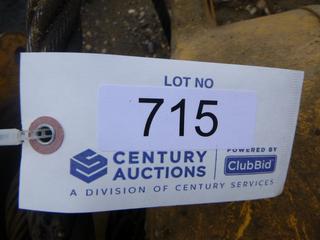 LOT NO
715
CENTURY
AUCTIONS
POWERED BY
ClubBid
A DIVISION OF CENTURY SERVICES